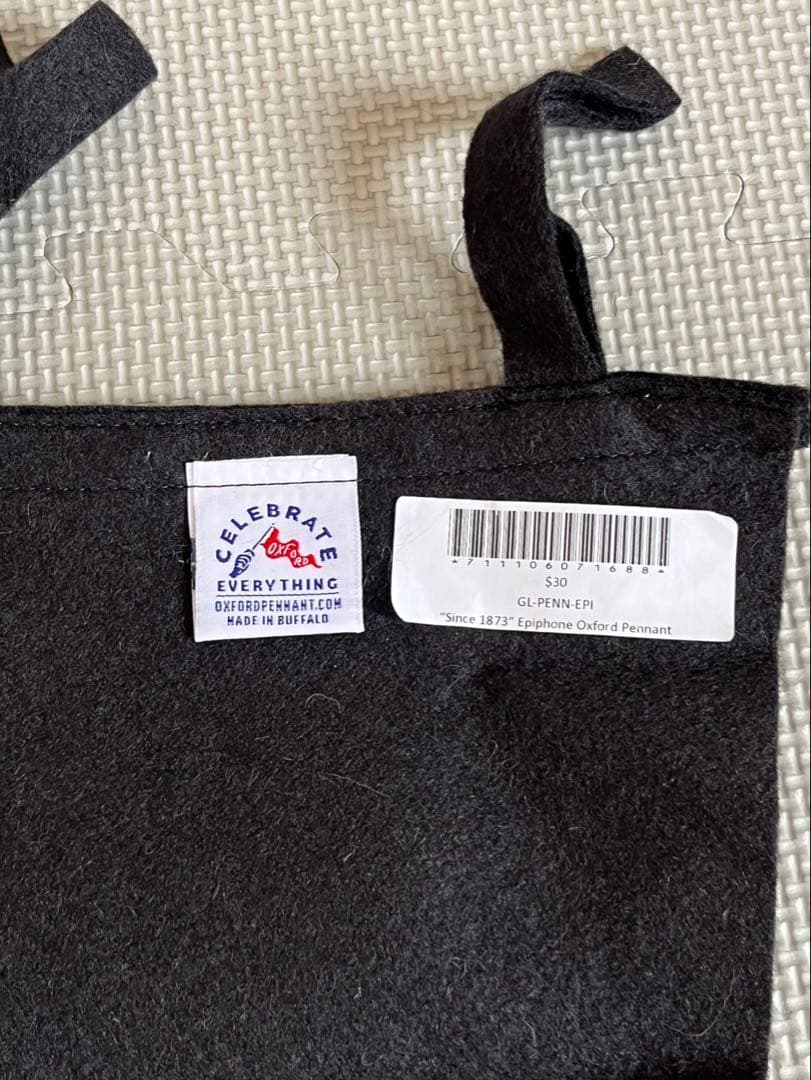 CELEBRATE
OXFORD
EVERYTHING
OXFORDPENNANT.COM
MADE IN BUFFALO
*711106071688*
$30
GL-PENN-EPI
“Since 1873” Epiphone Oxford Pennant